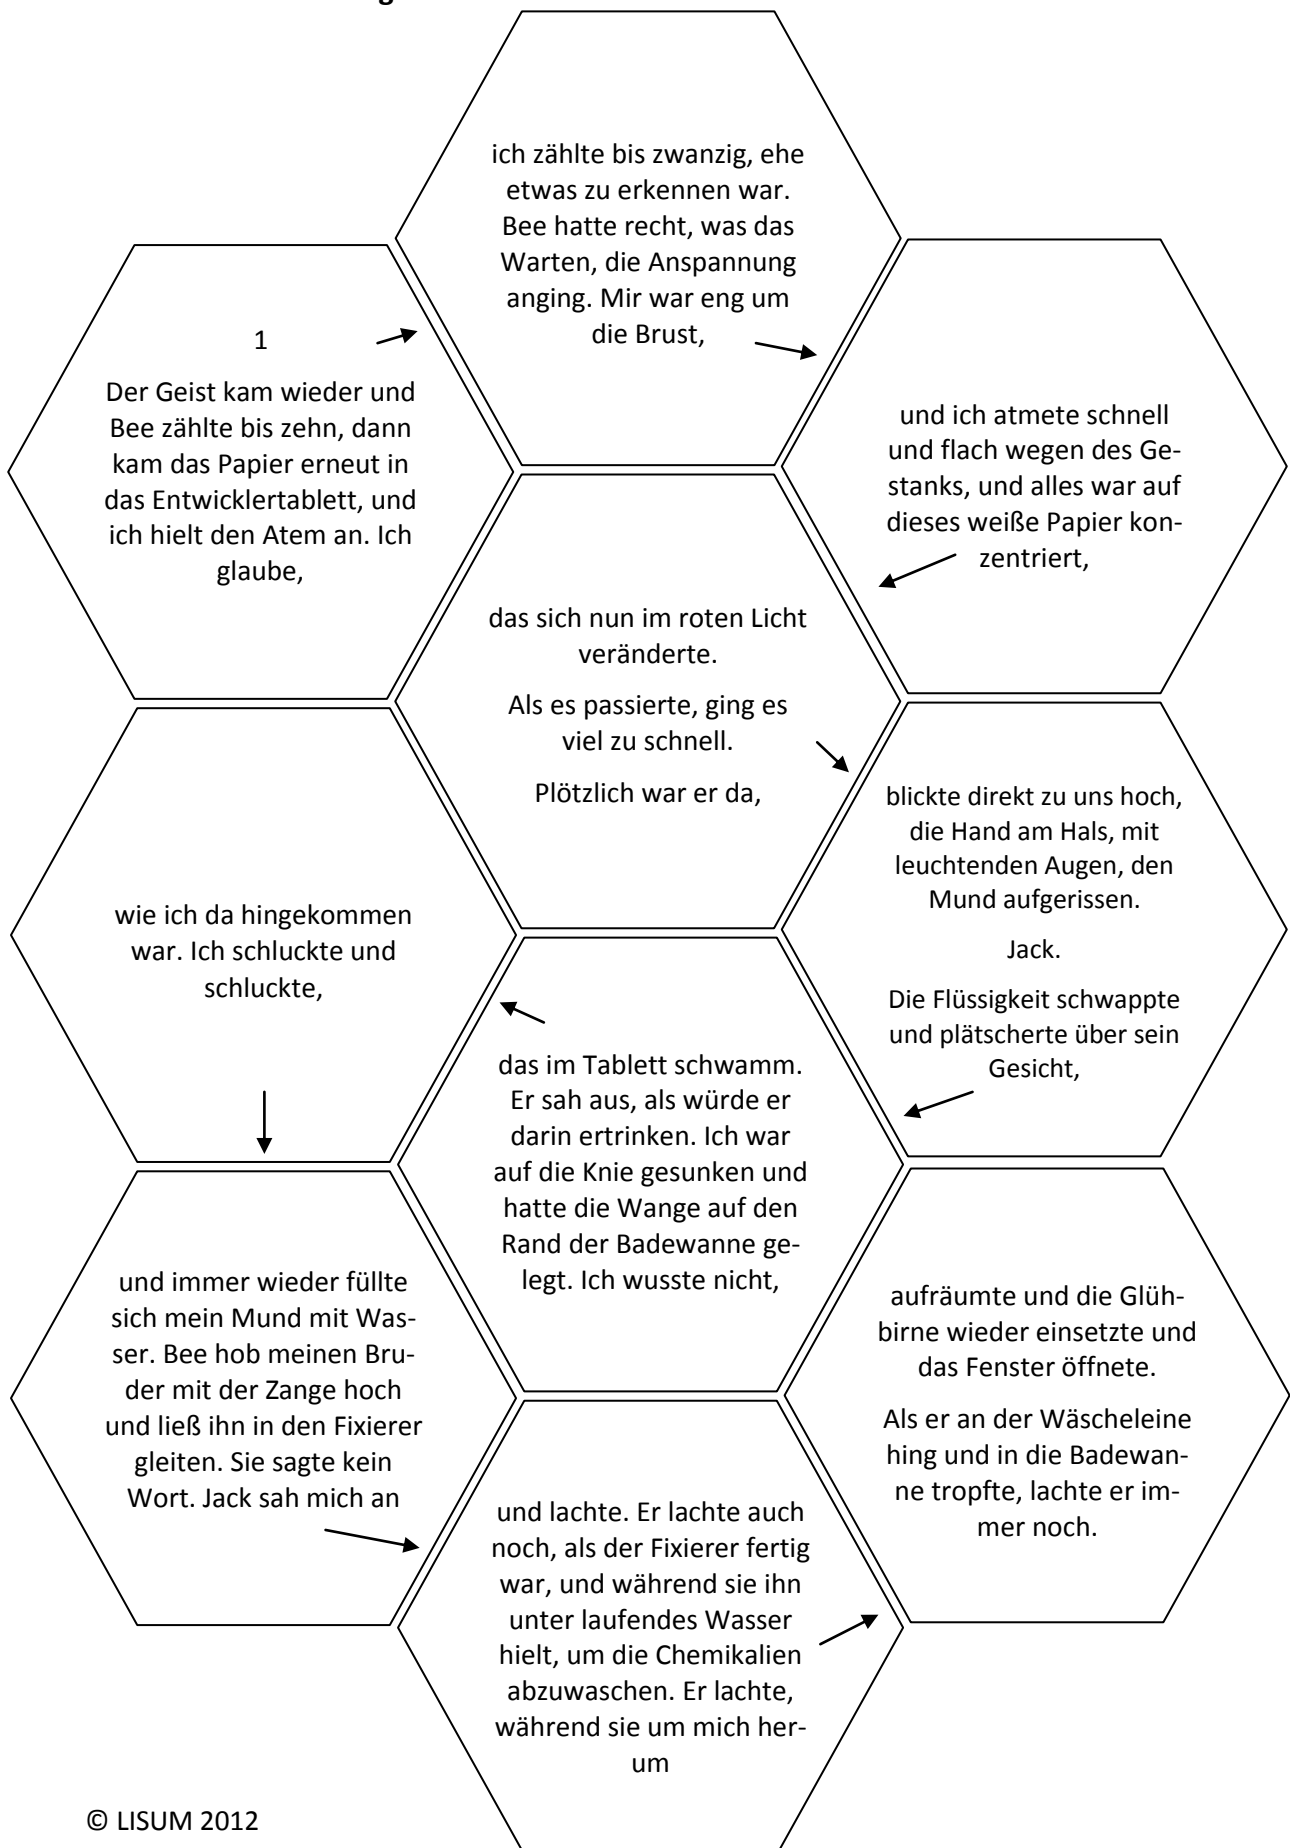 g
1
Der Geist kam wieder und
Bee zählte bis zehn, dann
kam das Papier erneut in
das Entwicklertablett, und
ich hielt den Atem an. Ich
glaube,
ich zählte bis zwanzig, ehe
etwas zu erkennen war.
Bee hatte recht, was das
Warten, die Anspannung
anging. Mir war eng um
die Brust,
und ich atmete schnell
und flach wegen des Ge-
stanks, und alles war auf
dieses weiße Papier kon-
zentriert,
das sich nun im roten Licht
veränderte.
Als es passierte, ging es
viel zu schnell.
Plötzlich war er da,
blickte direkt zu uns hoch,
die Hand am Hals, mit
leuchtenden Augen, den
Mund aufgerissen.
Jack.
Die Flüssigkeit schwappte
und plätscherte über sein
Gesicht,
das im Tablett schwamm.
Er sah aus, als würde er
darin ertrinken. Ich war
auf die Knie gesunken und
hatte die Wange auf den
Rand der Badewanne ge-
legt. Ich wusste nicht,
wie ich da hingekommen
war. Ich schluckte und
schluckte,
und immer wieder füllte
sich mein Mund mit Was-
ser. Bee hob meinen Bru-
der mit der Zange hoch
und ließ ihn in den Fixierer
gleiten. Sie sagte kein
Wort. Jack sah mich an
und lachte. Er lachte auch
noch, als der Fixierer fertig
war, und während sie ihn
unter laufendes Wasser
hielt, um die Chemikalien
abzuwaschen. Er lachte,
während sie um mich her-
um
aufräumte und die Glüh-
birne wieder einsetzte und
das Fenster öffnete.
Als er an der Wäscheleine
hing und in die Badewan-
ne tropfte, lachte er im-
mer noch.
© LISUM 2012